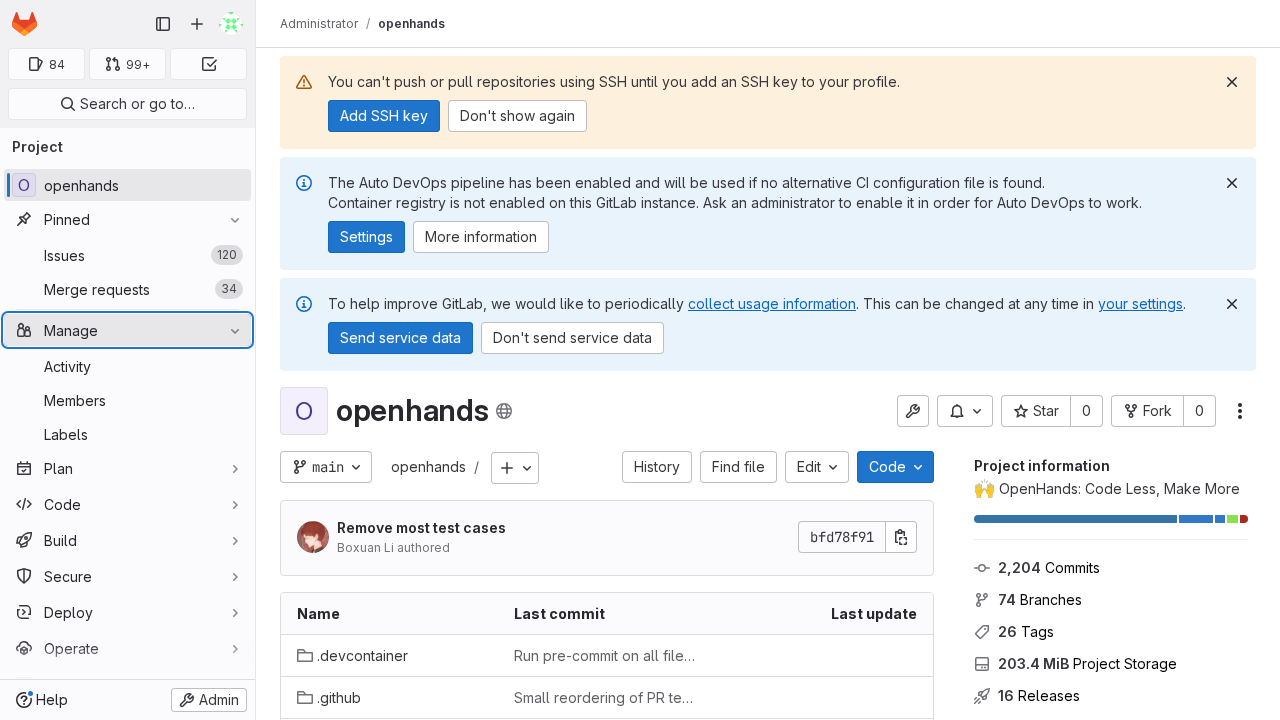 84
99+
Search or go to…
Project
O openhands
Pinned
Issues 120
Merge requests 34
Manage
Activity
Members
Labels
Plan
Code
Build
Secure
Deploy
Operate
Help
Admin
Administrator / openhands
You can't push or pull repositories using SSH until you add an SSH key to your profile.
Add SSH key Don't show again
The Auto DevOps pipeline has been enabled and will be used if no alternative CI configuration file is found.
Container registry is not enabled on this GitLab instance. Ask an administrator to enable it in order for Auto DevOps to work.
Settings More information
To help improve GitLab, we would like to periodically collect usage information. This can be changed at any time in your settings.
Send service data Don't send service data
O openhands
Star 0 Fork 0
main openhands / History Find file Edit Code
Remove most test cases
Boxuan Li authored
bfd78f91
Name Last commit Last update
.devcontainer Run pre-commit on all file…
.github Small reordering of PR te…
Project information
🙌 OpenHands: Code Less, Make More
2,204 Commits
74 Branches
26 Tags
203.4 MiB Project Storage
16 Releases